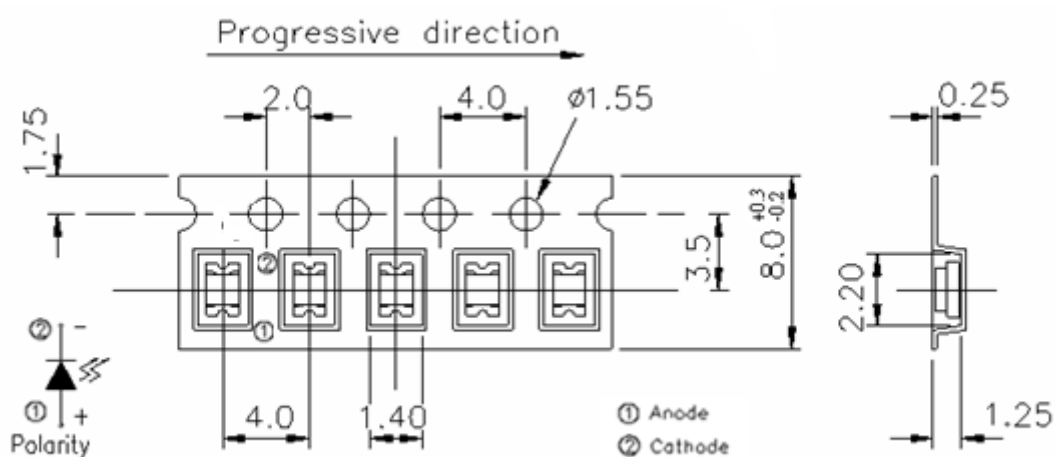 Progressive direction
2.0
4.0
ø1.55
0.25
1.75
3.5
8.0 +0.3 -0.2
2.20
②
①
② -
① +
Polarity
4.0
1.40
① Anode
② Cathode
1.25